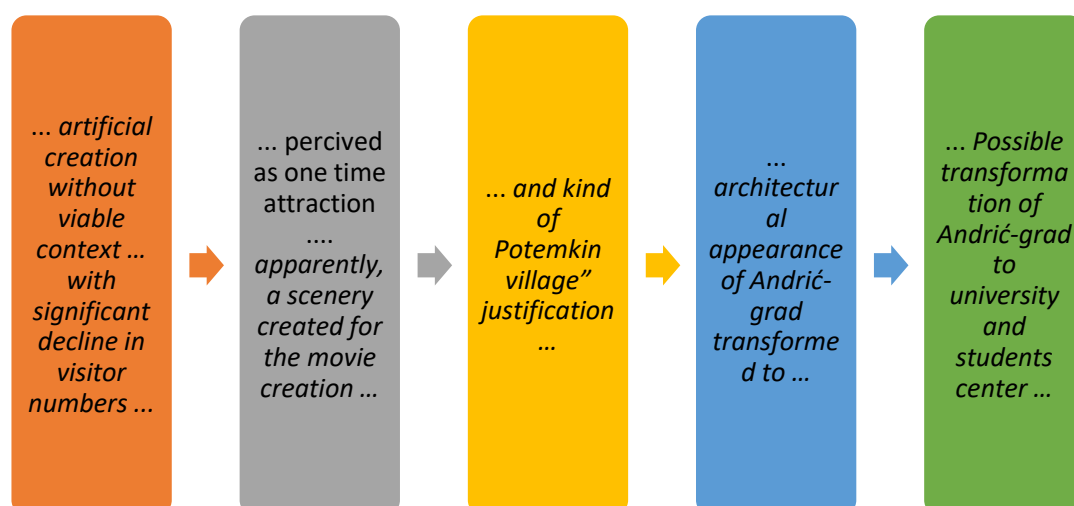 ... artificial
creation
without
viable
context …
with
significant
decline in
visitor
numbers ...
... percived
as one time
attraction
....
apparently,
a scenery
created for
the movie
creation …
... and kind
of
Potemkin
village”
justification
…
...
architectur
al
appearance
of Andrić-
grad
transforme
d to …
... Possible
transforma
tion of
Andrić-grad
to
university
and
students
center …